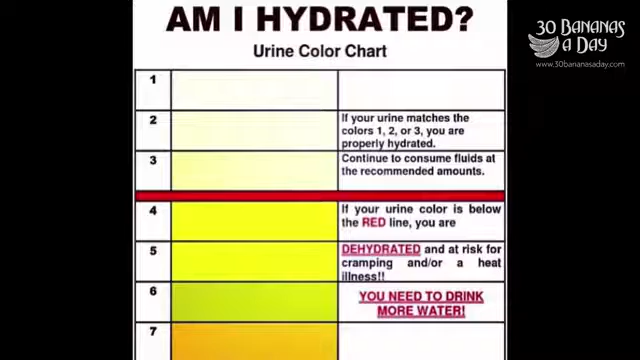 AM I HYDRATED?
Urine Color Chart
30 BANANAS
A DAY
www.30bananasaday.com
1
2
If your urine matches the
colors 1, 2, or 3, you are
properly hydrated.
3
Continue to consume fluids at
the recommended amounts.
4
If your urine color is below
the RED line, you are
5
DEHYDRATED and at risk for
cramping and/or a heat
illness!!
6
YOU NEED TO DRINK
MORE WATER!
7